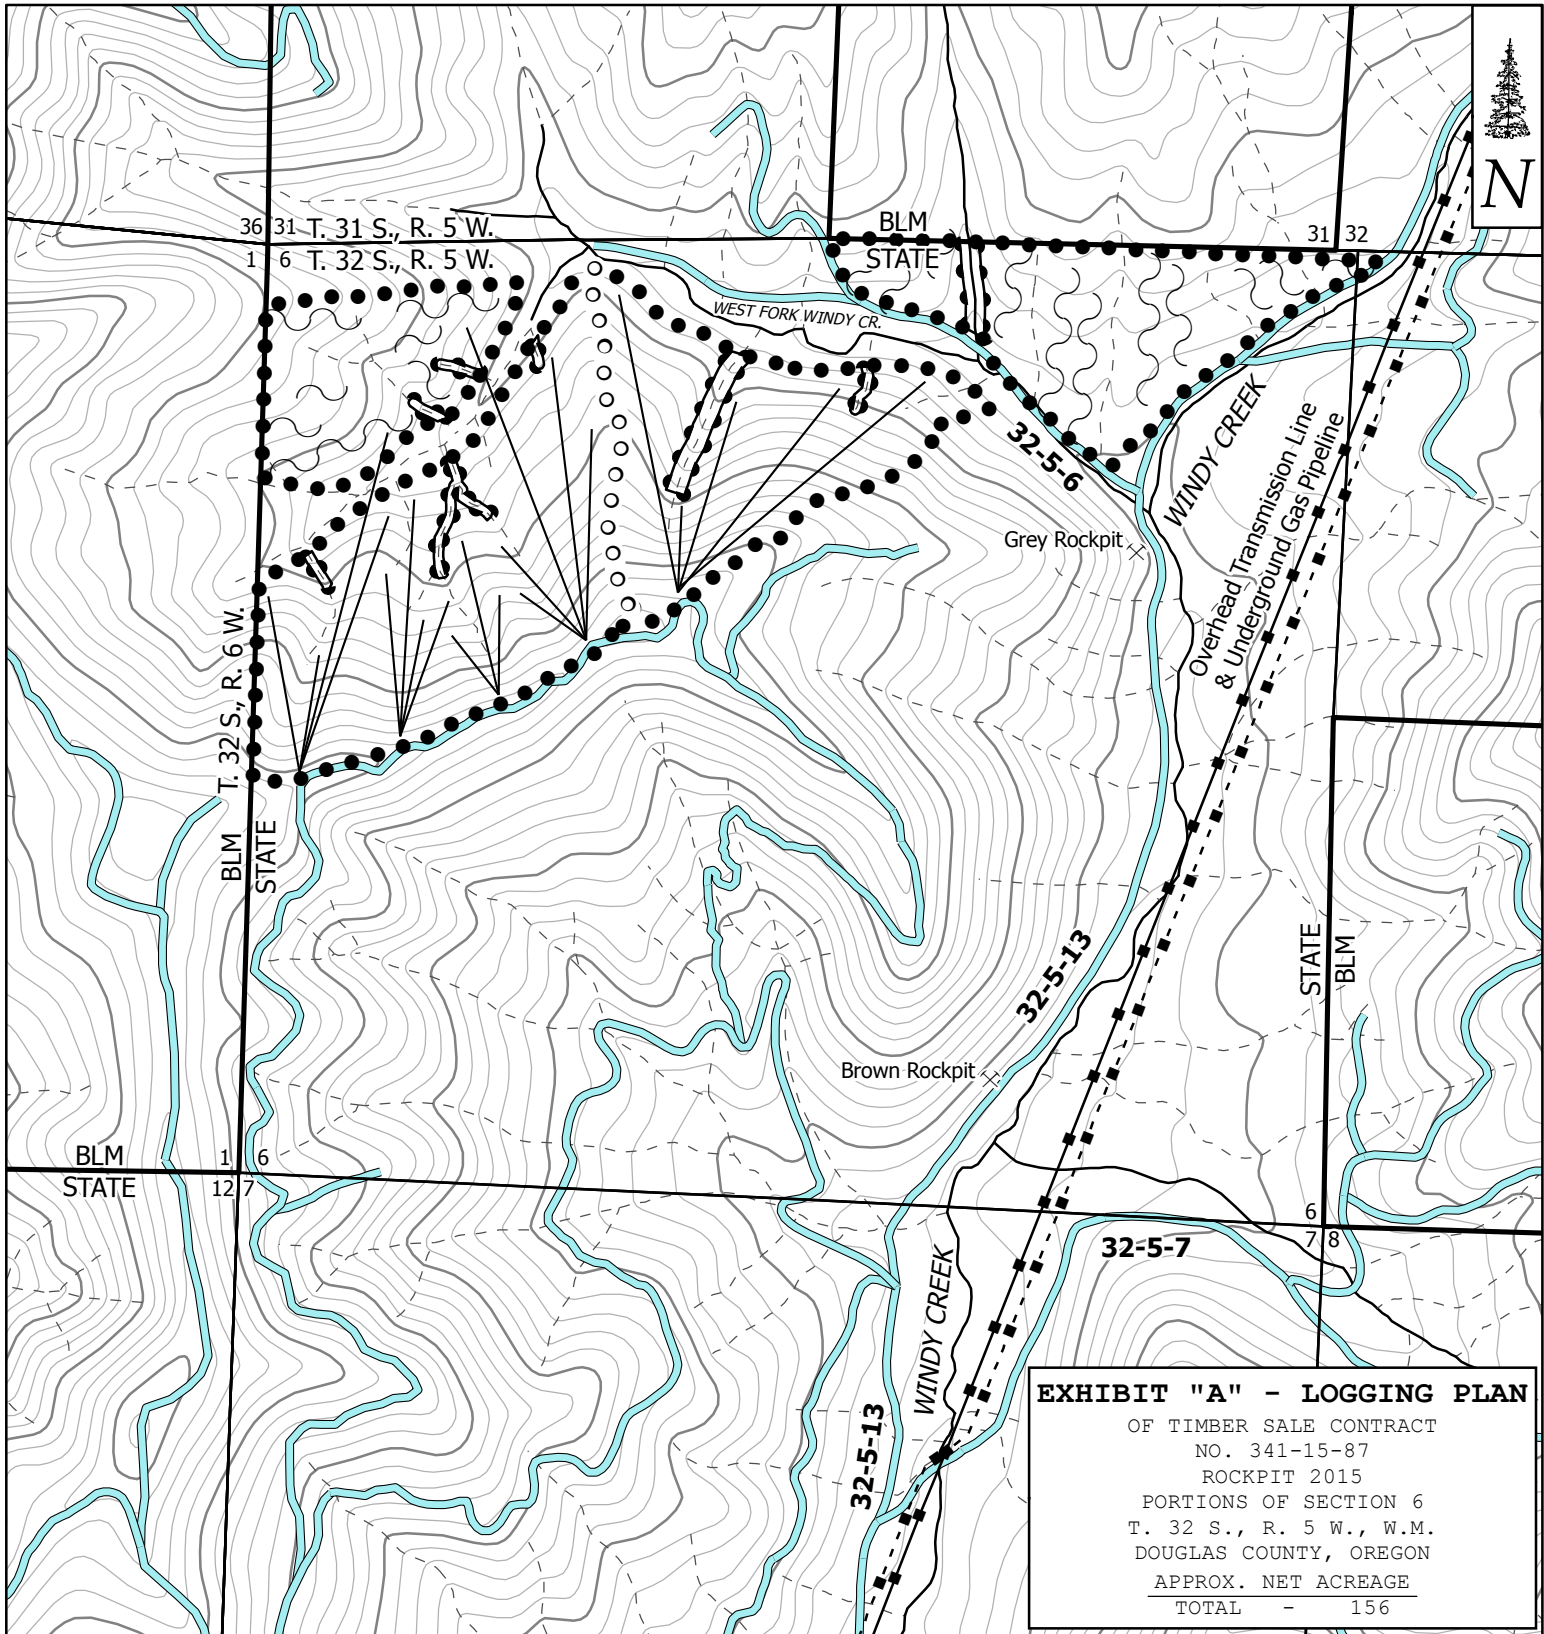 N
BLM
36 31 T. 31 S., R. 5 W.
31 32
1 6 T. 32 S., R. 5 W.
STATE
WEST FORK WINDY CR.
32-5-6
WINDY CREEK
Overhead Transmission Line
& Underground Gas Pipeline
Grey Rockpit
T. 32 S., R. 6 W.
BLM
STATE
STATE
BLM
32-5-13
Brown Rockpit
BLM
1 6
STATE
12 7
6
7 8
32-5-7
WINDY CREEK
32-5-13
EXHIBIT "A" - LOGGING PLAN
OF TIMBER SALE CONTRACT
NO. 341-15-87
ROCKPIT 2015
PORTIONS OF SECTION 6
T. 32 S., R. 5 W., W.M.
DOUGLAS COUNTY, OREGON
APPROX. NET ACREAGE
TOTAL - 156